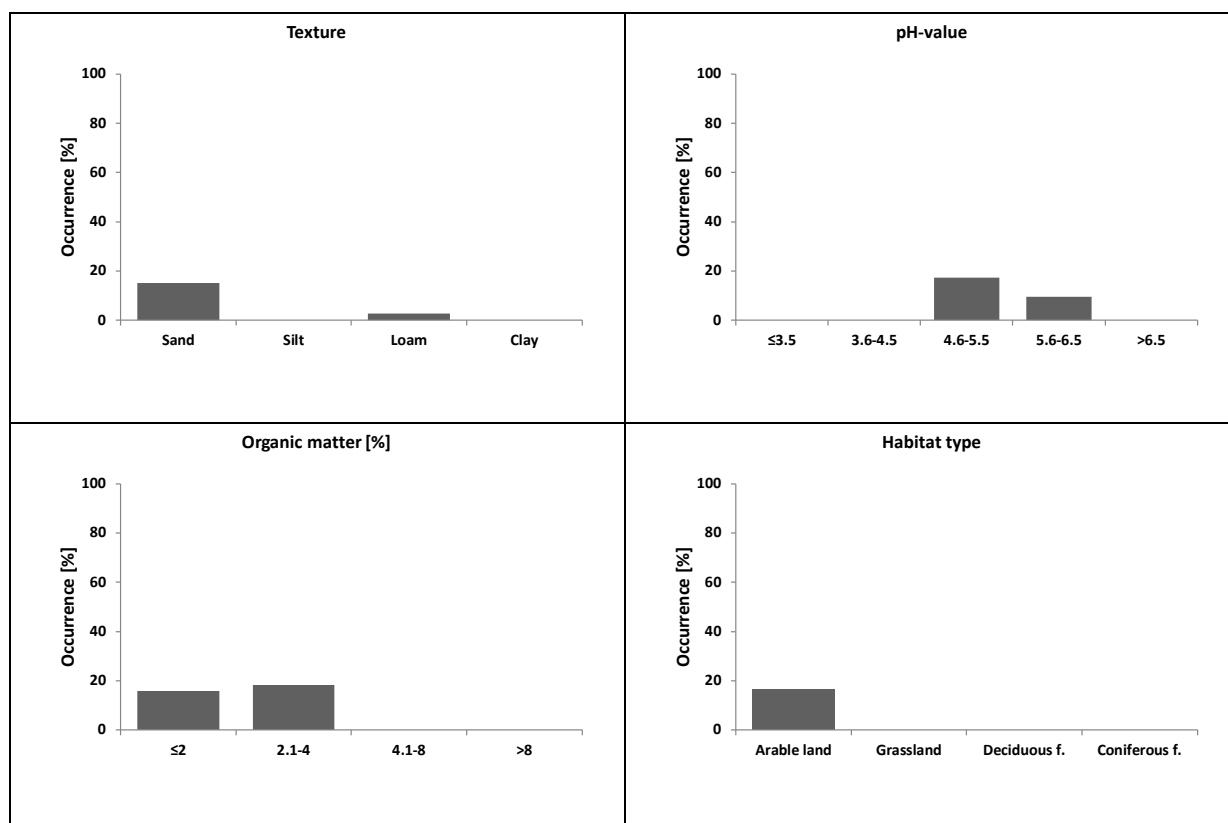 Texture
Occurrence [%]
100
80
60
40
20
0
Sand Silt Loam Clay
pH-value
Occurrence [%]
100
80
60
40
20
0
≤3.5 3.6-4.5 4.6-5.5 5.6-6.5 >6.5
Organic matter [%]
Occurrence [%]
100
80
60
40
20
0
≤2 2.1-4 4.1-8 >8
Habitat type
Occurrence [%]
100
80
60
40
20
0
Arable land Grassland Deciduous f. Coniferous f.